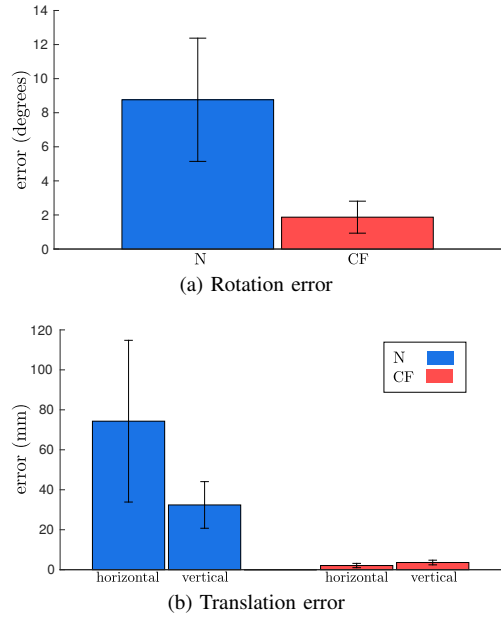 14
12
10
8
6
4
2
0
error (degrees)
N CF
(a) Rotation error
120
100
80
60
40
20
0
error (mm)
N
CF
horizontal vertical horizontal vertical
(b) Translation error